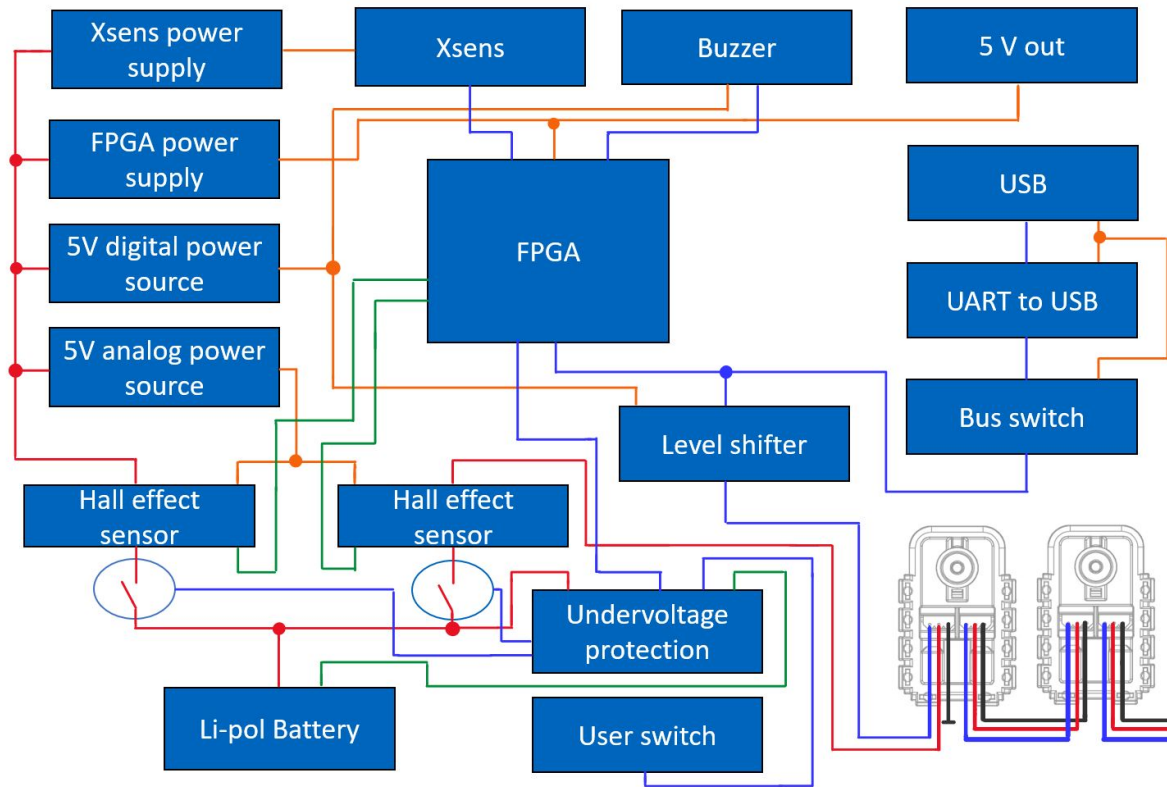 Xsens power
supply
Xsens
Buzzer
5 V out
FPGA power
supply
USB
5V digital power
source
FPGA
UART to USB
5V analog power
source
Bus switch
Level shifter
Hall effect
sensor
Hall effect
sensor
Undervoltage
protection
Li-pol Battery
User switch